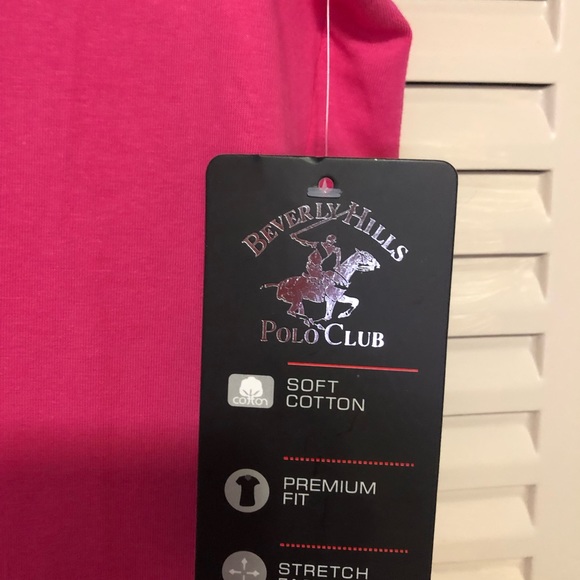 BEVERLY HILLS
POLO CLUB
cotton
SOFT
COTTON
PREMIUM
FIT
STRETCH